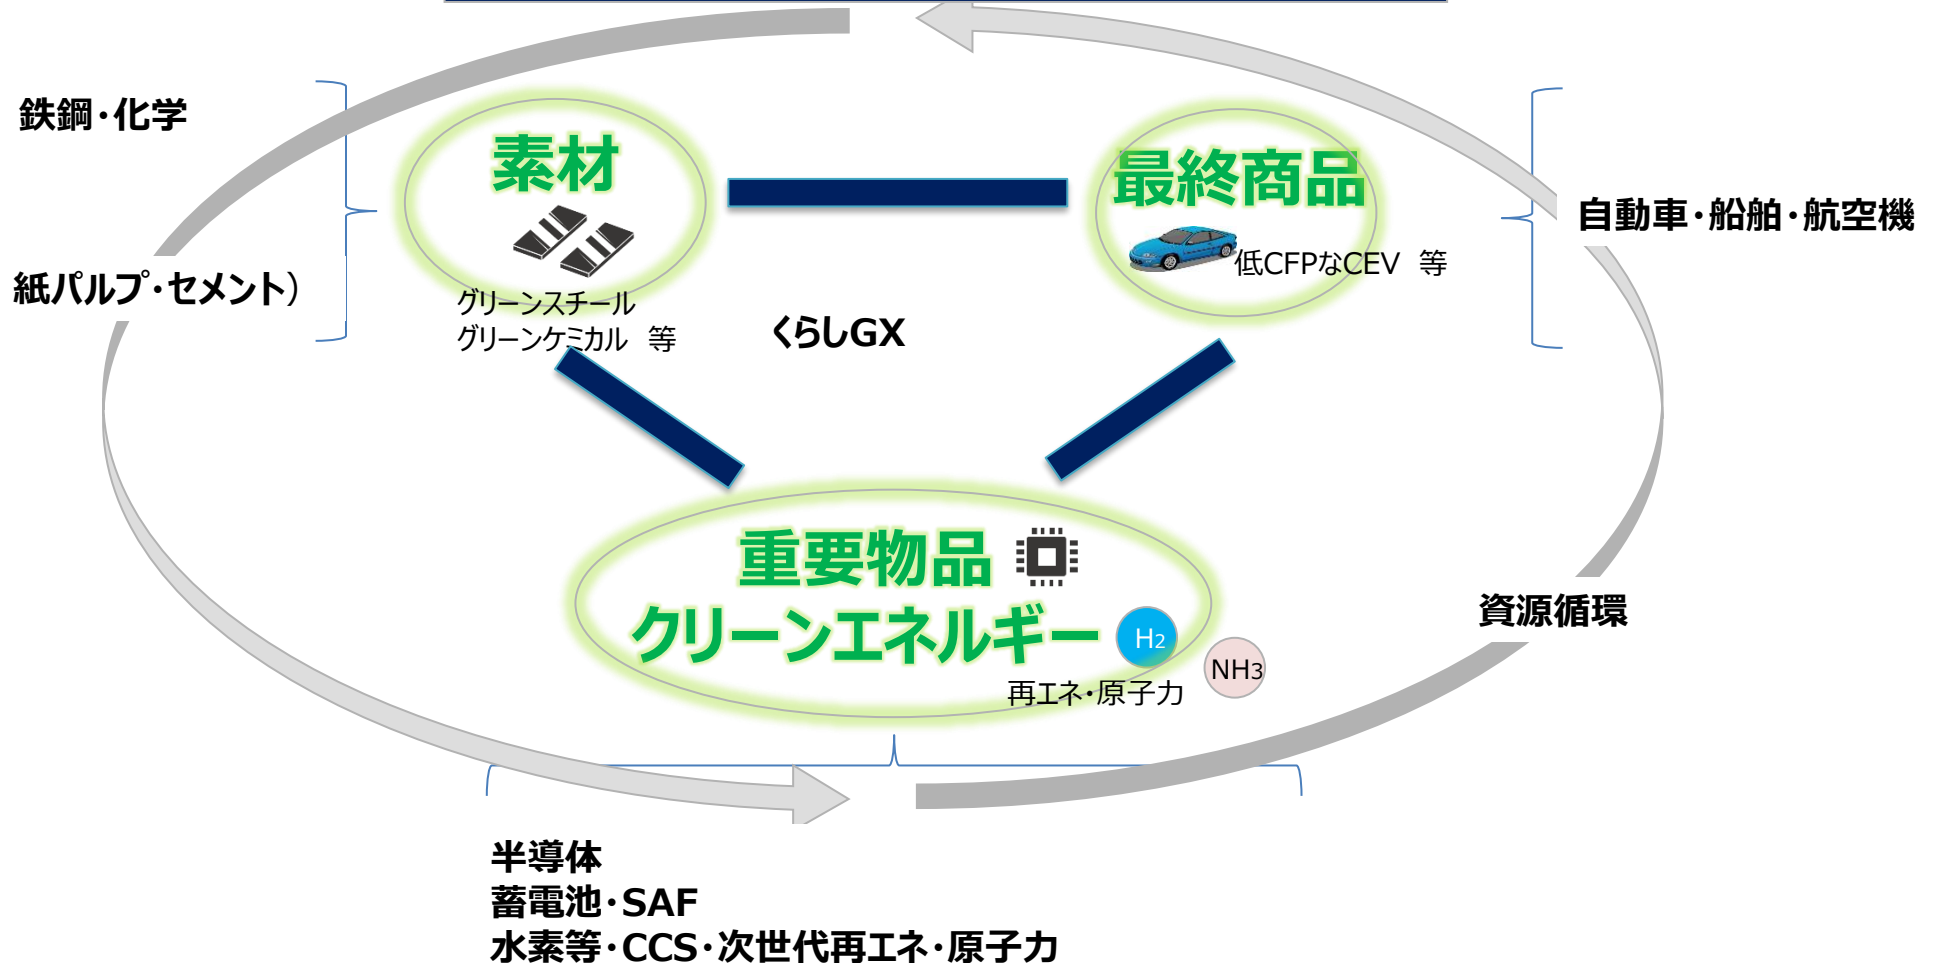 鉄鋼・化学
紙パルプ・セメント）
素材
グリーンスチール
グリーンケミカル　等
最終商品
低CFPなCEV　等
自動車・船舶・航空機
くらしGX
重要物品
クリーンエネルギー
H2
NH3
再エネ・原子力
資源循環
半導体
蓄電池・SAF
水素等・CCS・次世代再エネ・原子力